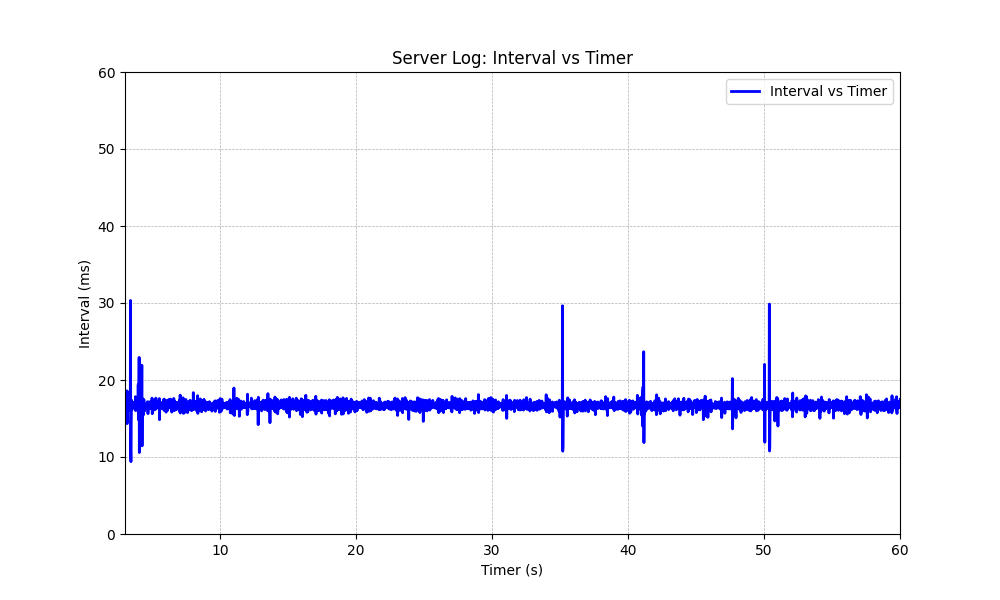 Server Log: Interval vs Timer
Interval vs Timer
60
50
40
30
20
10
0
Interval (ms)
10 20 30 40 50 60
Timer (s)